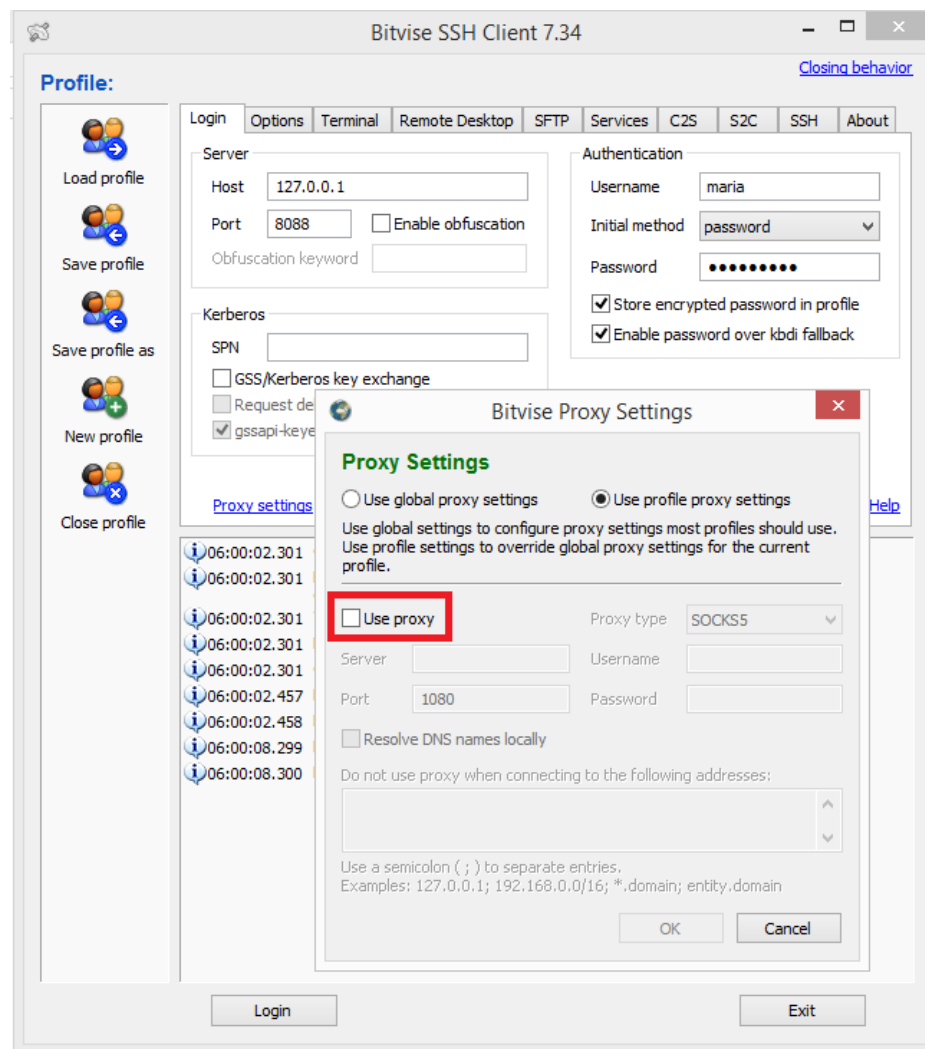 Bitvise SSH Client 7.34
Closing behavior
Profile:
Load profile
Save profile
Save profile as
New profile
Close profile
Login Options Terminal Remote Desktop SFTP Services C2S S2C SSH About
Server
Host 127.0.0.1
Port 8088 Enable obfuscation
Obfuscation keyword
Authentication
Username maria
Initial method password
Password
Store encrypted password in profile
Enable password over kbdi fallback
Kerberos
SPN
GSS/Kerberos key exchange
Request de
gssapi-keye
Proxy settings
Help
06:00:02.301
06:00:02.301
06:00:02.301
06:00:02.301
06:00:02.301
06:00:02.457
06:00:02.458
06:00:08.299
06:00:08.300
Bitvise Proxy Settings
Proxy Settings
Use global proxy settings Use profile proxy settings
Use global settings to configure proxy settings most profiles should use.
Use profile settings to override global proxy settings for the current
profile.
Use proxy Proxy type SOCKS5
Server Username
Port 1080 Password
Resolve DNS names locally
Do not use proxy when connecting to the following addresses:
Use a semicolon ( ; ) to separate entries.
Examples: 127.0.0.1; 192.168.0.0/16; *.domain; entity.domain
OK Cancel
Login Exit